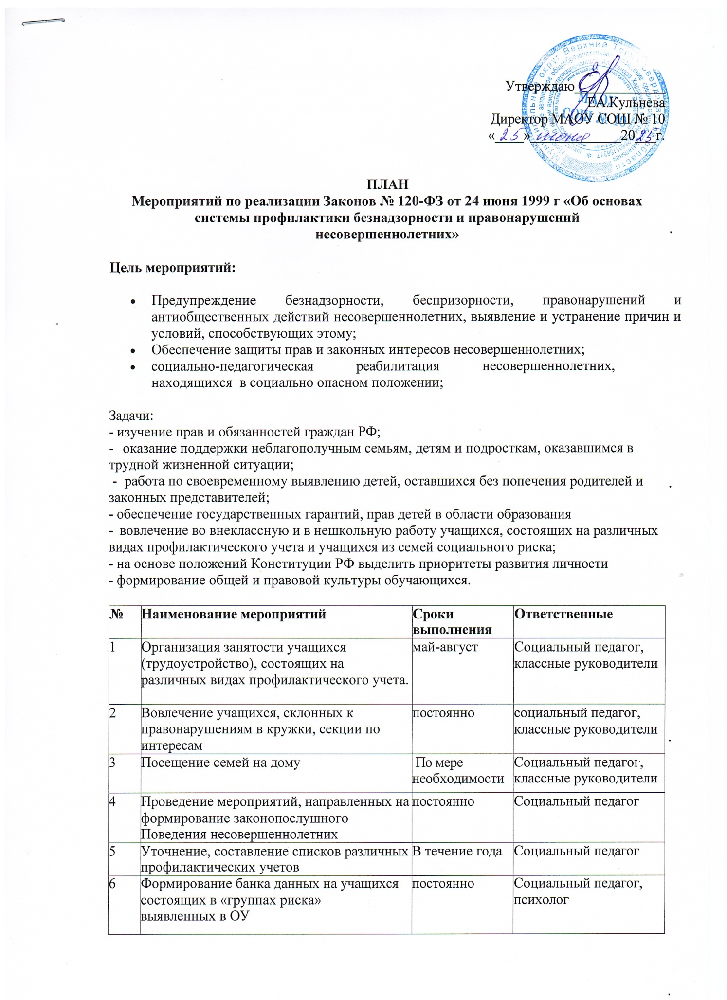 Утверждаю
Е.А.Кульнева
Директор МАОУ СОШ № 10
« 25 » июня 2025 г.
МАОУ
СОШ № 10
ПЛАН
Мероприятий по реализации Законов № 120-ФЗ от 24 июня 1999 г «Об основах
системы профилактики безнадзорности и правонарушений
несовершеннолетних»
Цель мероприятий:
• Предупреждение безнадзорности, беспризорности, правонарушений и
антиобщественных действий несовершеннолетних, выявление и устранение причин и
условий, способствующих этому;
• Обеспечение защиты прав и законных интересов несовершеннолетних;
• социально-педагогическая реабилитация несовершеннолетних,
находящихся в социально опасном положении;
Задачи:
- изучение прав и обязанностей граждан РФ;
- оказание поддержки неблагополучным семьям, детям и подросткам, оказавшимся в
трудной жизненной ситуации;
- работа по своевременному выявлению детей, оставшихся без попечения родителей и
законных представителей;
- обеспечение государственных гарантий, прав детей в области образования
- вовлечение во внеклассную и в нешкольную работу учащихся, состоящих на различных
видах профилактического учета и учащихся из семей социального риска;
- на основе положений Конституции РФ выделить приоритеты развития личности
- формирование общей и правовой культуры обучающихся.
№ Наименование мероприятий Сроки Ответственные
выполнения
1 Организация занятости учащихся май-август Социальный педагог,
(трудоустройство), состоящих на классные руководители
различных видах профилактического учета.
2 Вовлечение учащихся, склонных к постоянно социальный педагог,
правонарушениям в кружки, секции по классные руководители
интересам
3 Посещение семей на дому По мере Социальный педагог,
необходимости классные руководители
4 Проведение мероприятий, направленных на постоянно Социальный педагог
формирование законопослушного
Поведения несовершеннолетних
5 Уточнение, составление списков различных В течение года Социальный педагог
профилактических учетов
6 Формирование банка данных на учащихся постоянно Социальный педагог,
состоящих в «группах риска» психолог
выявленных в ОУ